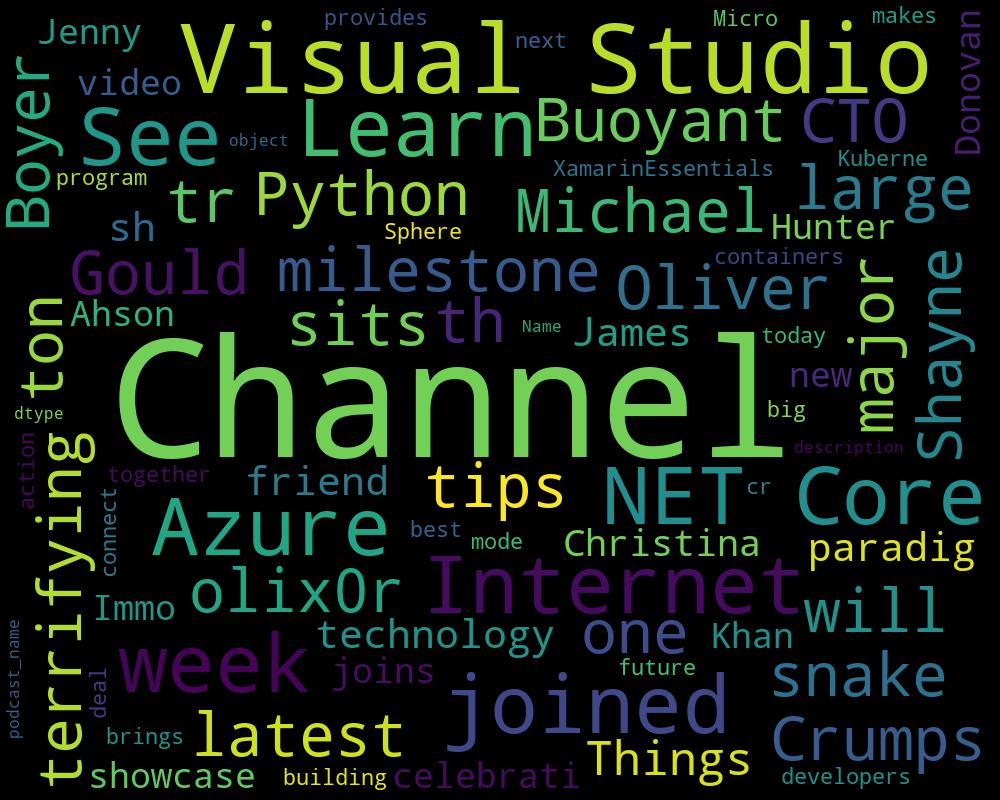 provides
Micro
makes
Jenny
Visual Studio
next
Donovan
video
Boyer
See
Learn
Buoyant
CTO
object
XamarinEssentials
Kuberne
program
tr
Python
Michael
large
sh
Sphere
Hunter
Gould
milestone
Oliver
containers
Shayne
major
ton
Ahson
sits
th
Name
James
today
Channel
new
big
dtype
description
action
terrifying
together
friend
tips
NET
cr
Core
connect
Azure
best
mode
Christina
paradig
Immo
olix0r
Internet
will
technology
one
Khan
podcast_name
week
joins
future
snake
deal
joined
brings
latest
Crumps
Things
showcase
building
celebrati
developers